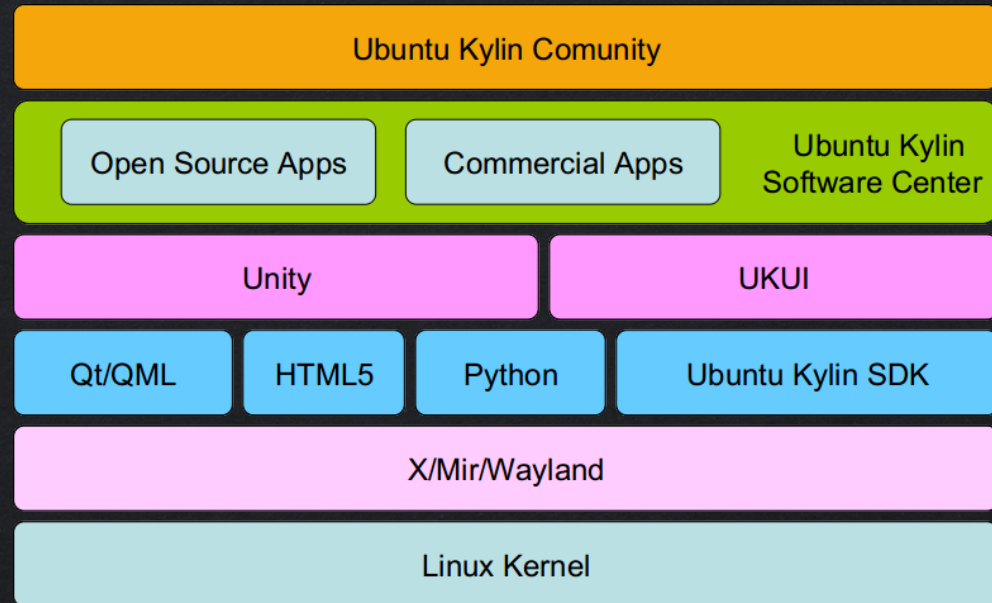 Ubuntu Kylin Comunity
Open Source Apps
Commercial Apps
Ubuntu Kylin
Software Center
Unity
UKUI
Qt/QML
HTML5
Python
Ubuntu Kylin SDK
X/Mir/Wayland
Linux Kernel